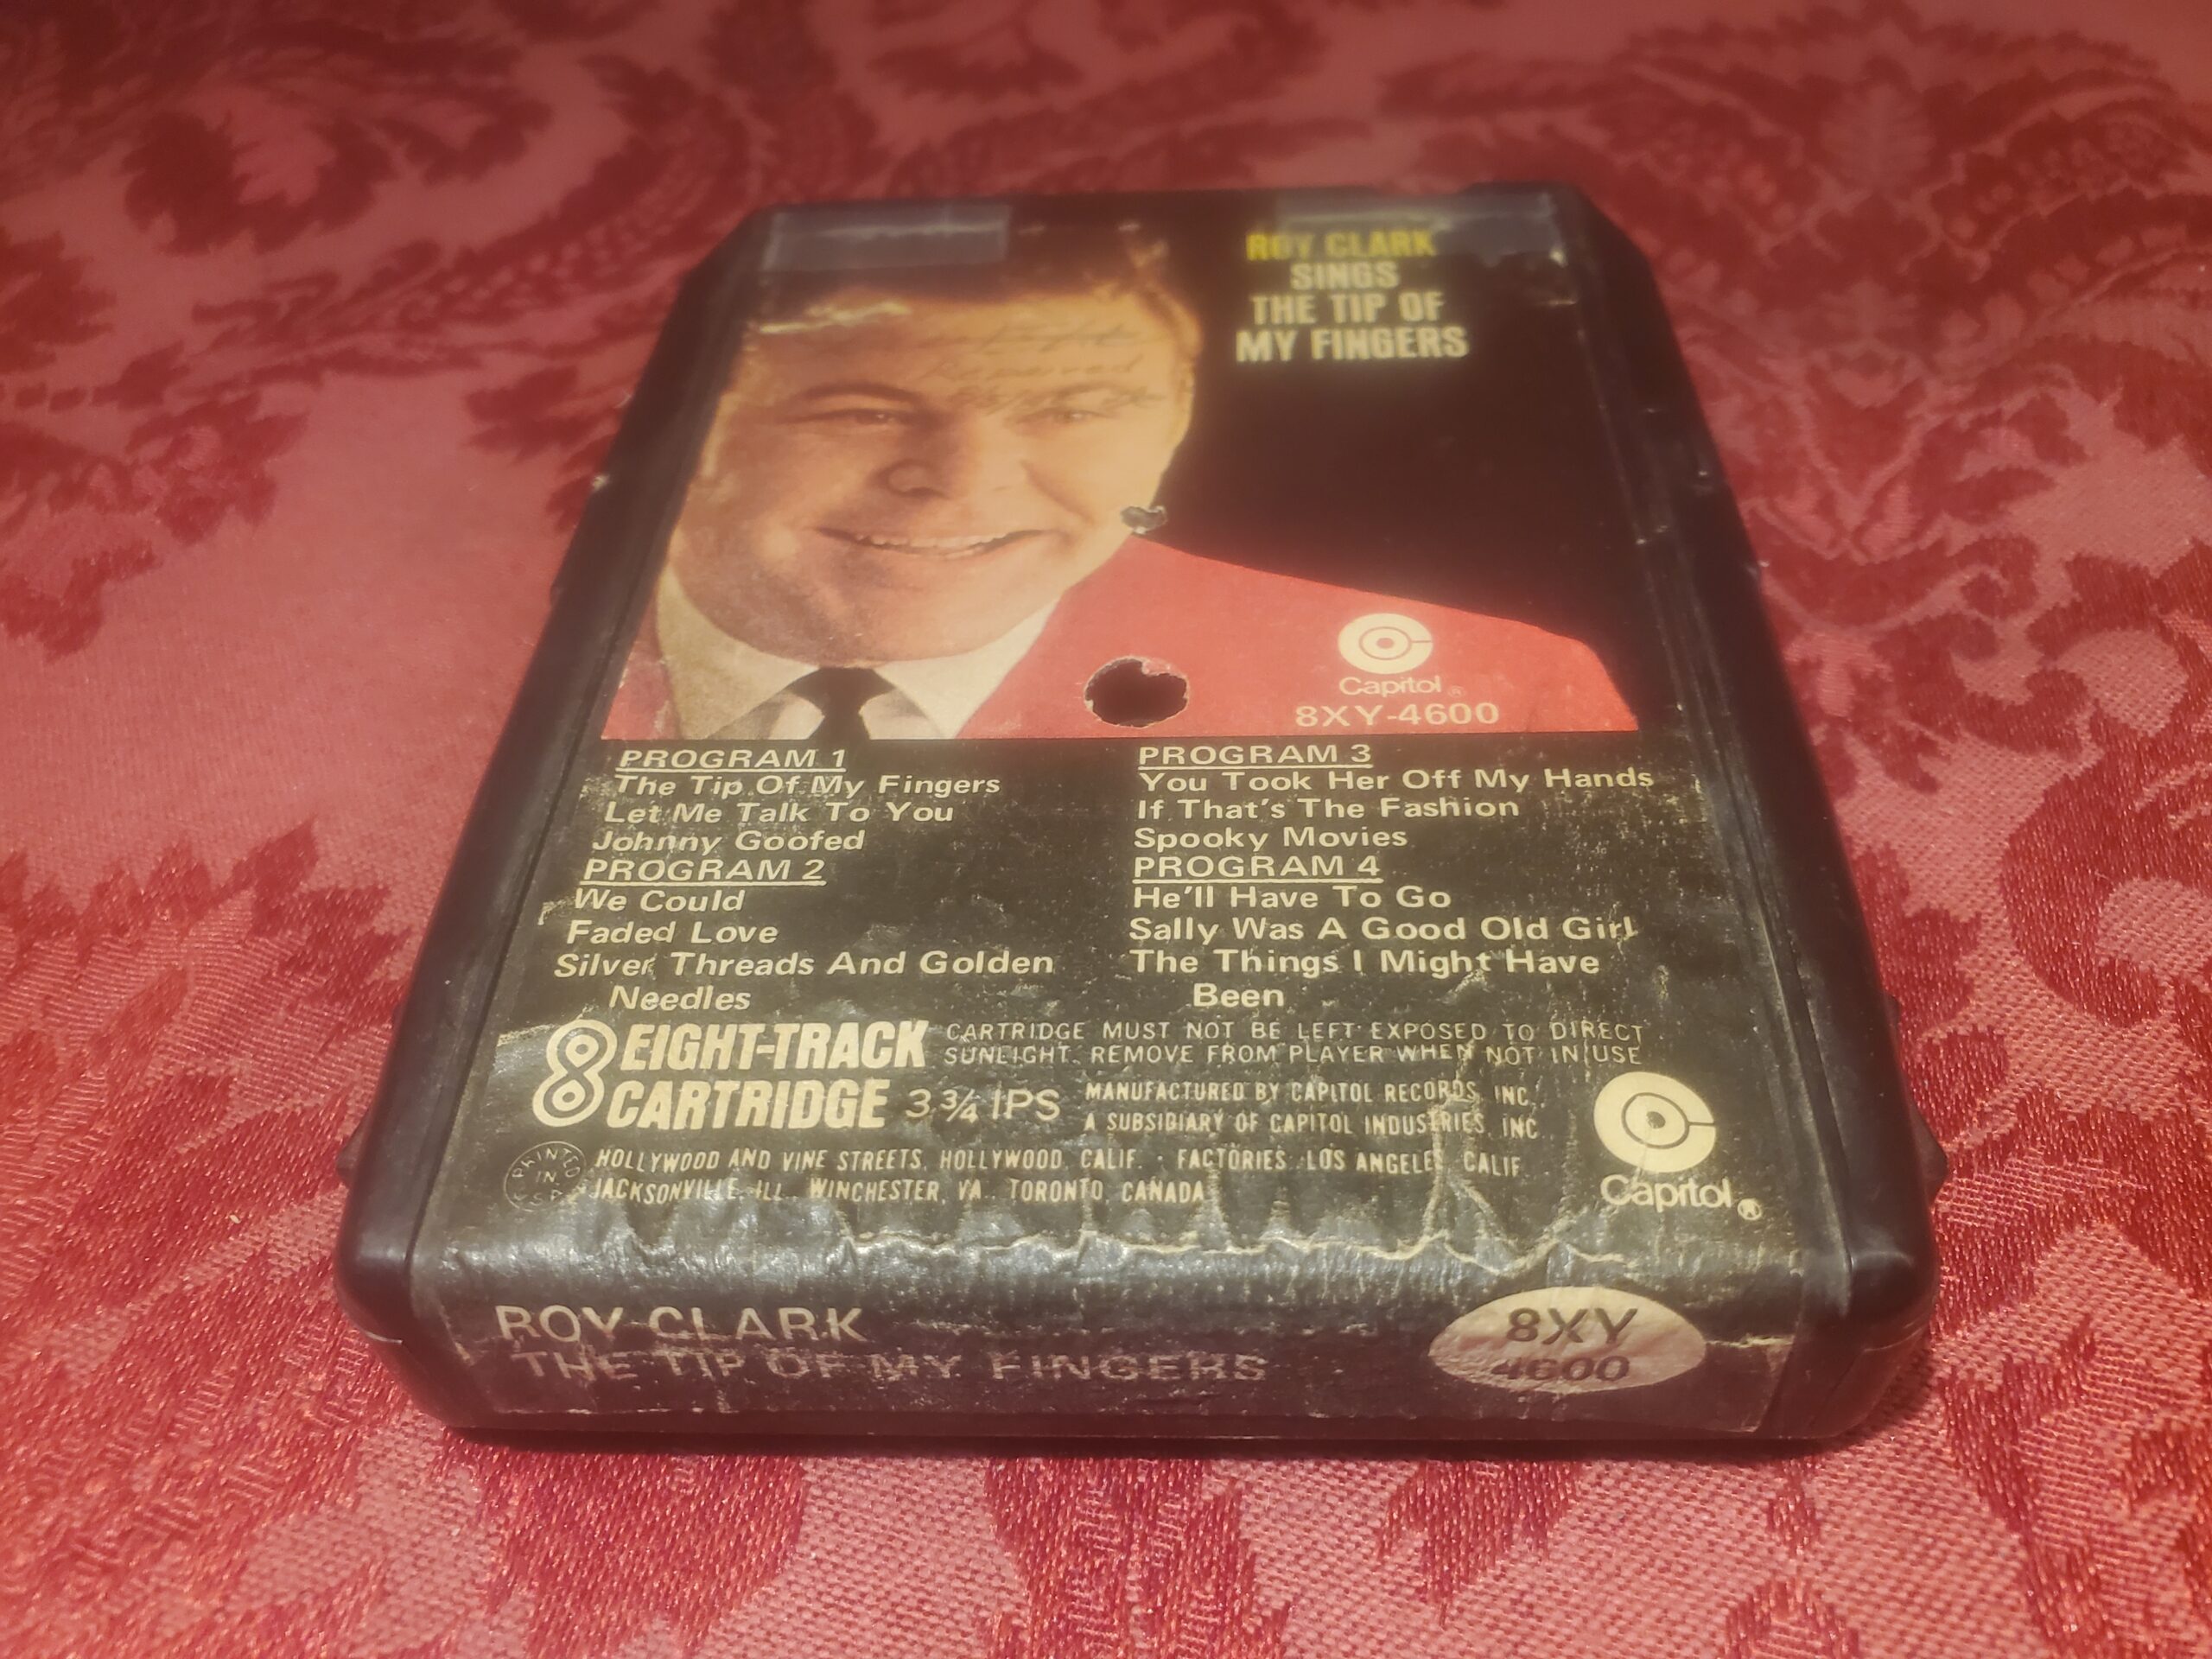 ROY CLARK
SINGS
THE TIP OF
MY FINGERS
Repaired
Capitol ®
8XY-4600
PROGRAM 1
The Tip Of My Fingers
Let Me Talk To You
Johnny Goofed
PROGRAM 2
We Could
Faded Love
Silver Threads And Golden
Needles
PROGRAM 3
You Took Her Off My Hands
If That's The Fashion
Spooky Movies
PROGRAM 4
He'll Have To Go
Sally Was A Good Old Girl
The Things I Might Have
Been
8 EIGHT-TRACK
CARTRIDGE 3¾ IPS
CARTRIDGE MUST NOT BE LEFT EXPOSED TO DIRECT
SUNLIGHT. REMOVE FROM PLAYER WHEN NOT IN USE
MANUFACTURED BY CAPITOL RECORDS, INC.,
A SUBSIDIARY OF CAPITOL INDUSTRIES, INC
PRINTED
IN
HOLLYWOOD AND VINE STREETS, HOLLYWOOD, CALIF. · FACTORIES: LOS ANGELES, CALIF.
JACKSONVILLE, ILL., WINCHESTER, VA., TORONTO, CANADA
Capitol ®
ROY CLARK
THE TIP OF MY FINGERS
8XY
4600